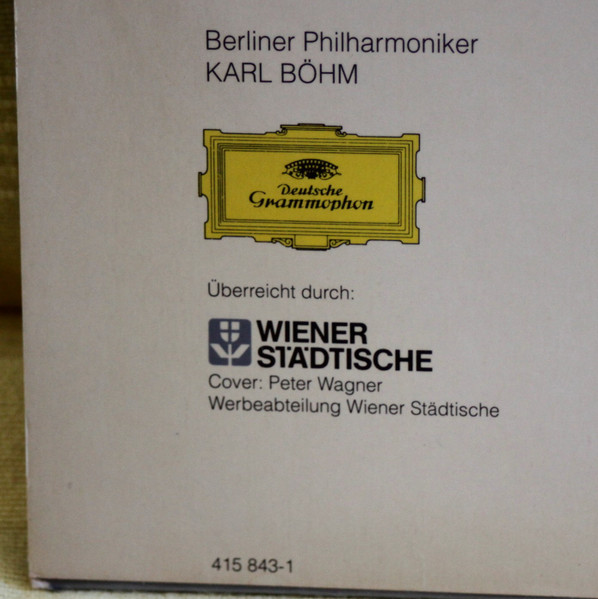 Berliner Philharmoniker
KARL BÖHM
Deutsche
Grammophon
Überreicht durch:
WIENER
STÄDTISCHE
Cover: Peter Wagner
Werbeabteilung Wiener Städtische
415 843-1